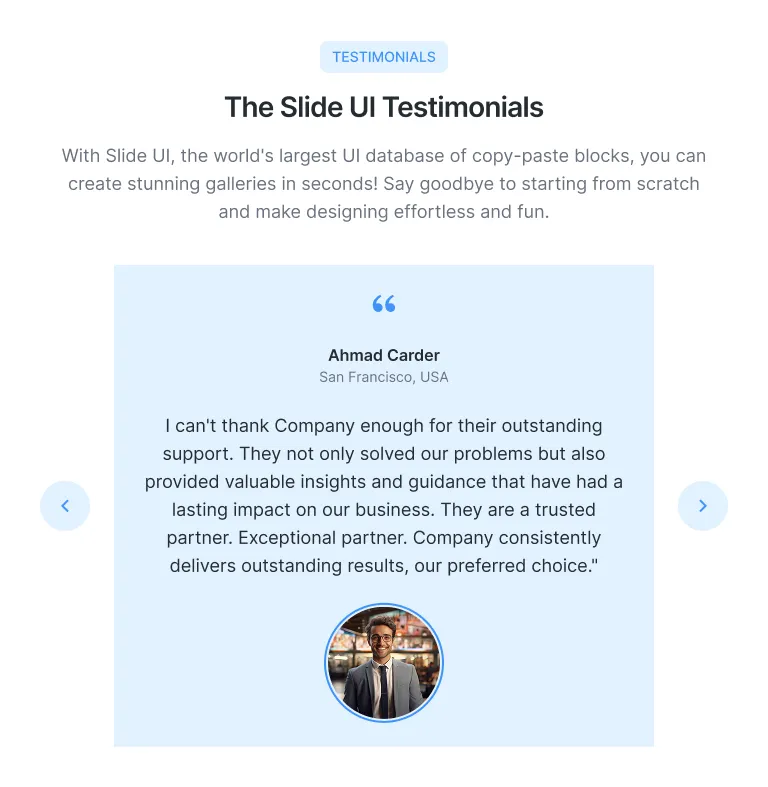 TESTIMONIALS
The Slide UI Testimonials
With Slide UI, the world's largest UI database of copy-paste blocks, you can
create stunning galleries in seconds! Say goodbye to starting from scratch
and make designing effortless and fun.
“
Ahmad Carder
San Francisco, USA
I can't thank Company enough for their outstanding
support. They not only solved our problems but also
provided valuable insights and guidance that have had a
lasting impact on our business. They are a trusted
partner. Exceptional partner. Company consistently
delivers outstanding results, our preferred choice."